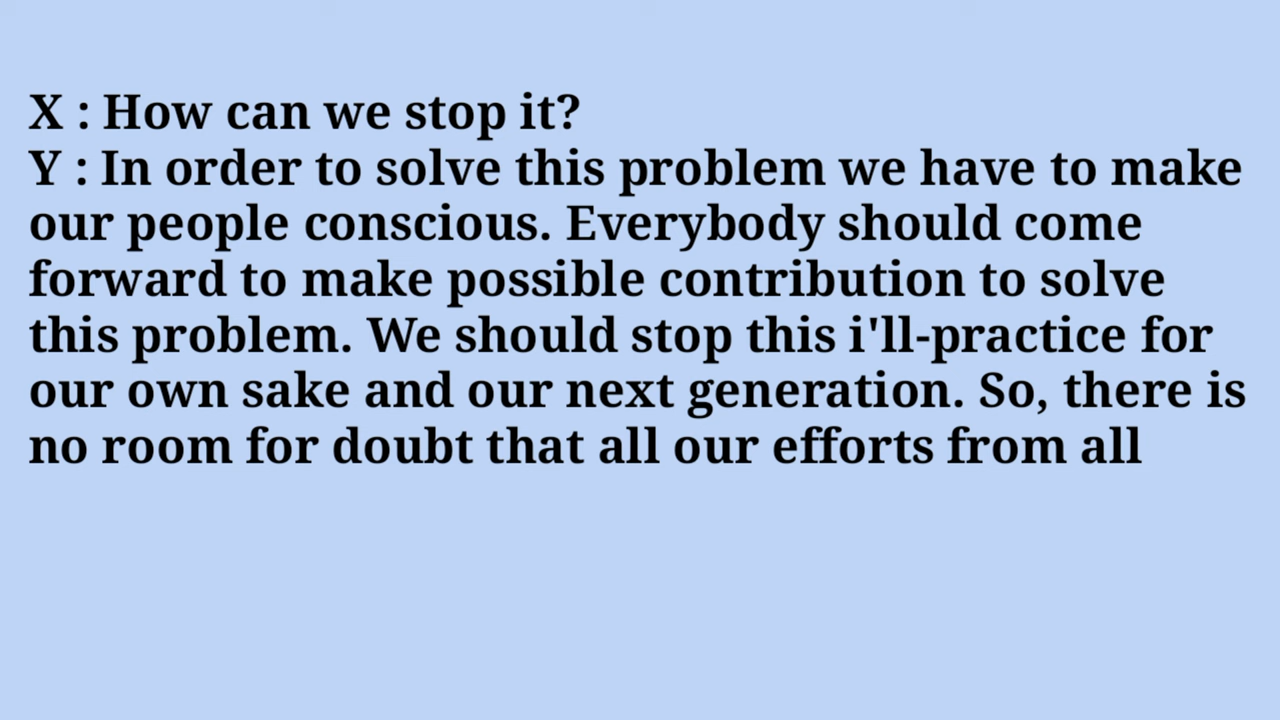 X : How can we stop it?
Y : In order to solve this problem we have to make
our people conscious. Everybody should come
forward to make possible contribution to solve
this problem. We should stop this i'll-practice for
our own sake and our next generation. So, there is
no room for doubt that all our efforts from all